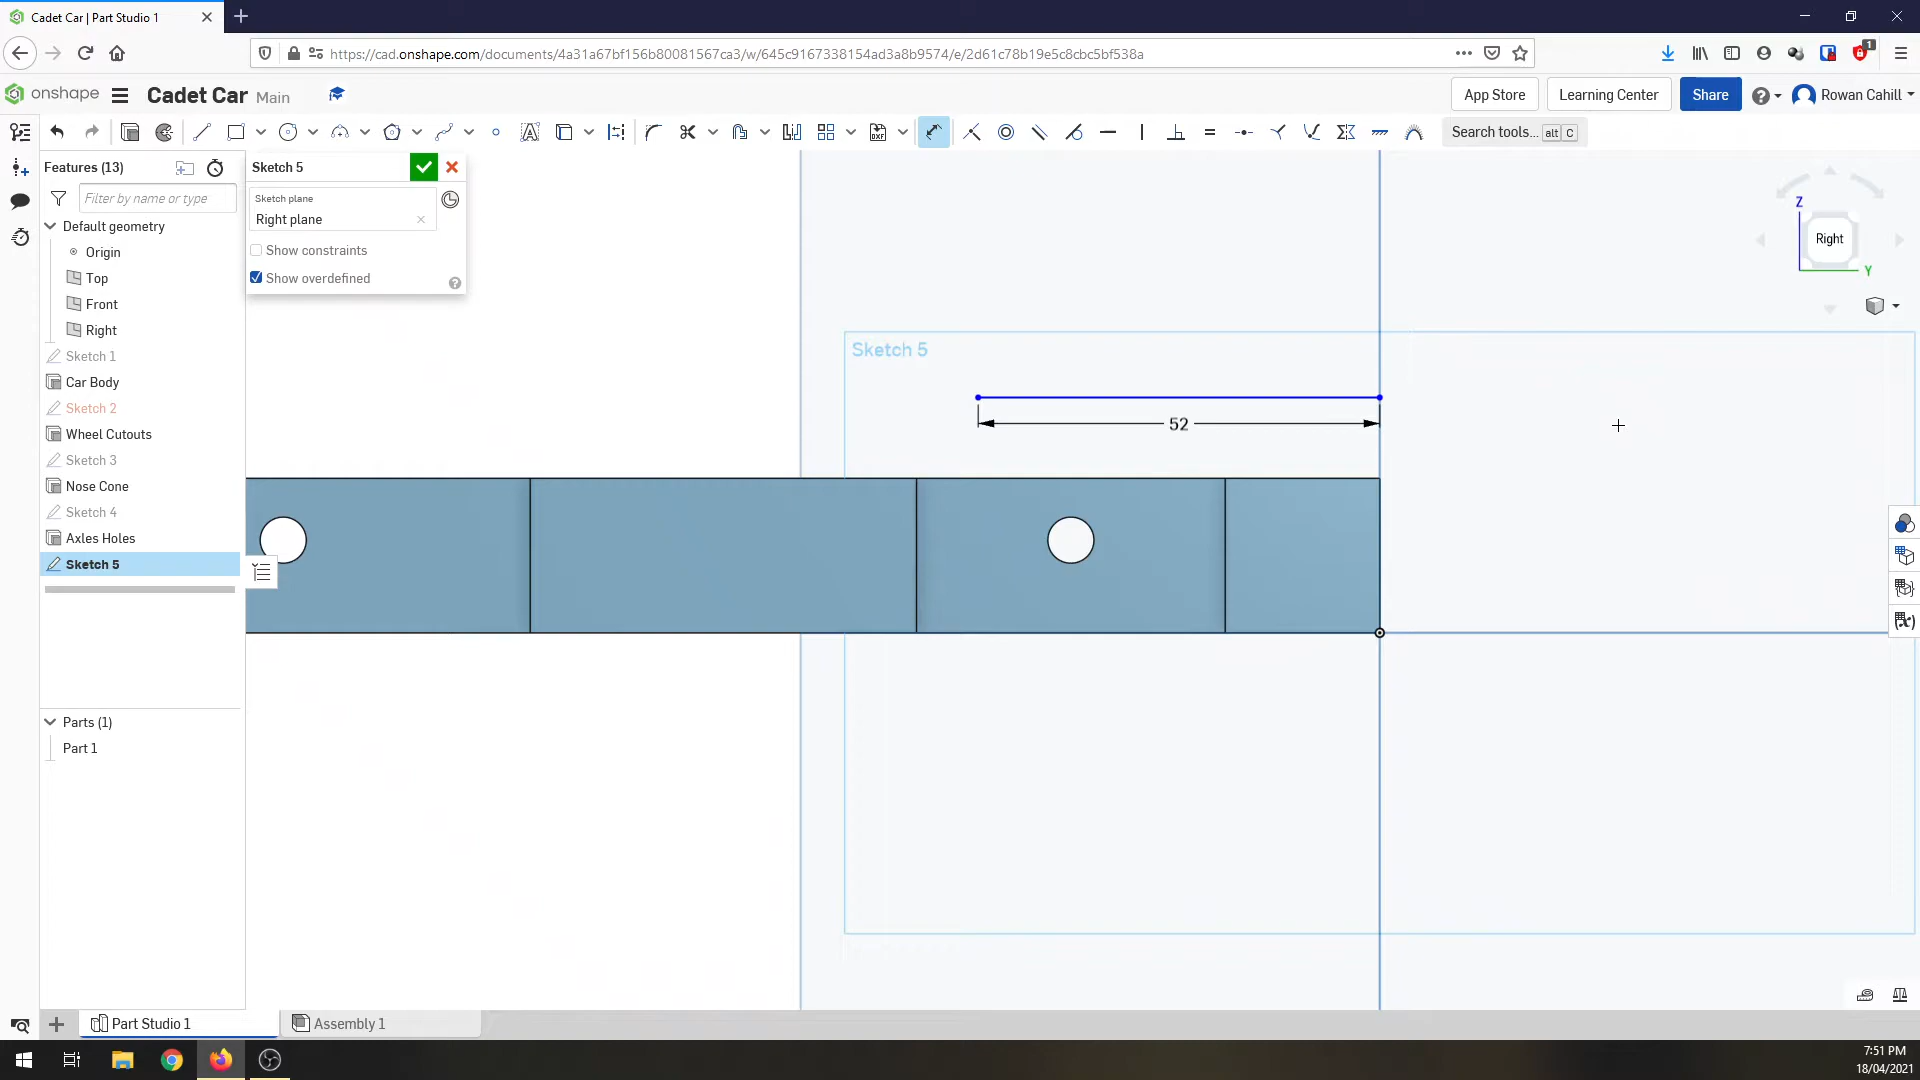 Cadet Car | Part Studio 1
https://cad.onshape.com/documents/4a31a67bf156b80081567ca3/w/645c9167338154ad3a8b9574/e/2d61c78b19e5c8cbc5bf538a
1
onshape
Cadet Car Main
App Store
Learning Center
Share
Rowan Cahill
Search tools... alt C
Features (13)
Filter by name or type
Default geometry
Origin
Top
Front
Right
Sketch 1
Car Body
Sketch 2
Wheel Cutouts
Sketch 3
Nose Cone
Sketch 4
Axles Holes
Sketch 5
Parts (1)
Part 1
Sketch 5
Sketch plane
Right plane
Show constraints
Show overdefined
Sketch 5
52
Z
Right
Y
Part Studio 1
Assembly 1
7:51 PM
18/04/2021